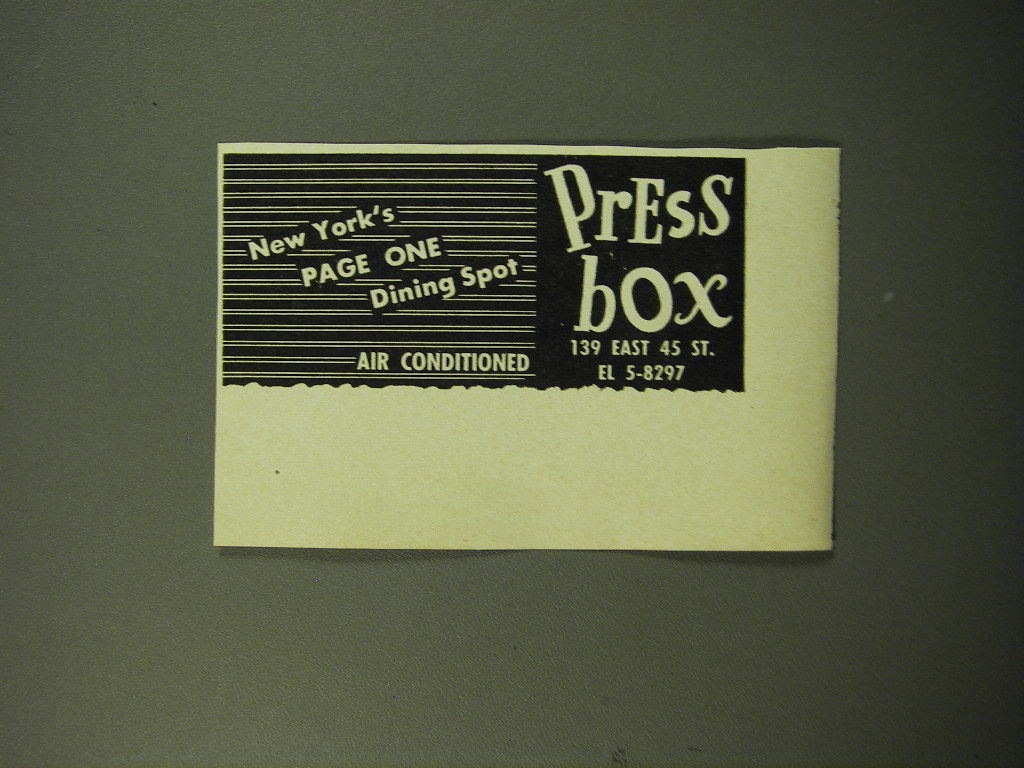 New York's
PAGE ONE
Dining Spot
AIR CONDITIONED
PrEsS
box
139 EAST 45 ST.
EL 5-8297